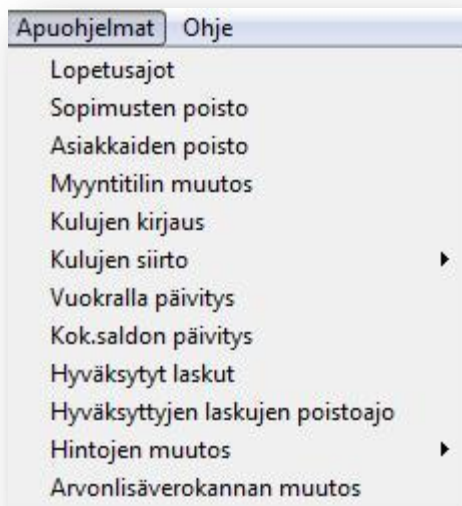 Apuohjelmat Ohje
Lopetusajot
Sopimusten poisto
Asiakkaiden poisto
Myyntitilin muutos
Kulujen kirjaus
Kulujen siirto
Vuokralla päivitys
Kok.saldon päivitys
Hyväksytyt laskut
Hyväksyttyjen laskujen poistoajo
Hintojen muutos
Arvonlisäverokannan muutos